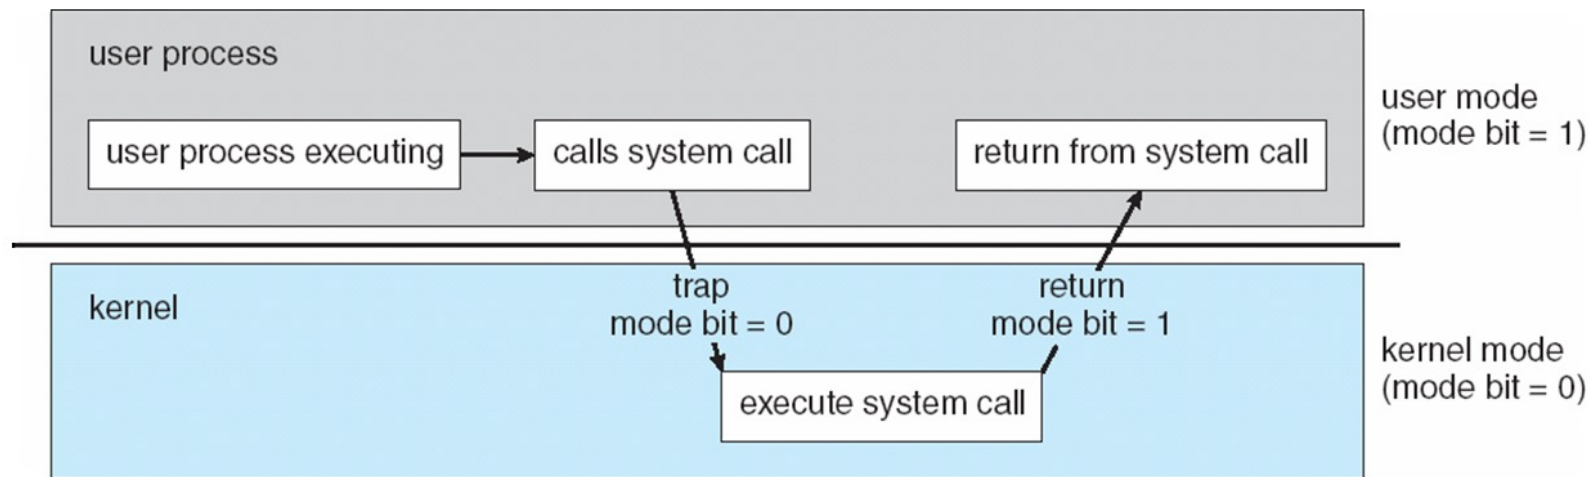 user process
user process executing
calls system call
return from system call
user mode
(mode bit = 1)
kernel
trap
mode bit = 0
return
mode bit = 1
execute system call
kernel mode
(mode bit = 0)